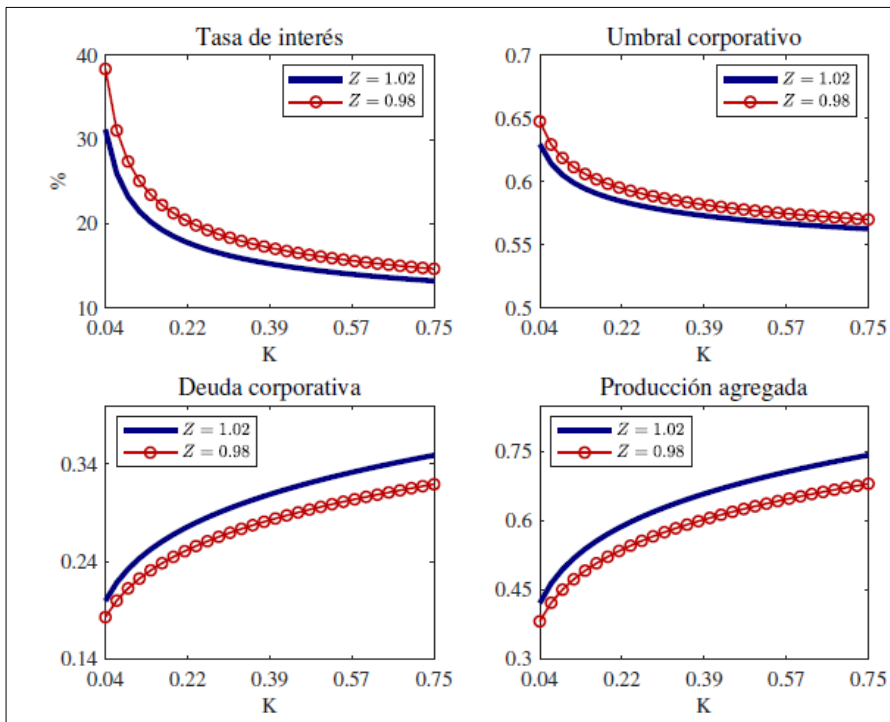 Tasa de interés
40
30
20
10
%
Z = 1.02
Z = 0.98
0.04 0.22 0.39 0.57 0.75
K
Umbral corporativo
0.7
0.65
0.6
0.55
0.5
Z = 1.02
Z = 0.98
0.04 0.22 0.39 0.57 0.75
K
Deuda corporativa
0.34
0.24
0.14
Z = 1.02
Z = 0.98
0.04 0.22 0.39 0.57 0.75
K
Producción agregada
0.75
0.6
0.45
0.3
Z = 1.02
Z = 0.98
0.04 0.22 0.39 0.57 0.75
K